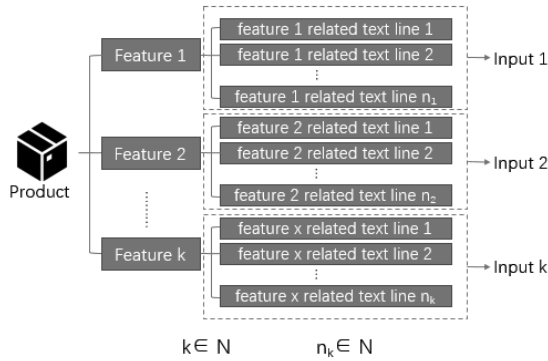 feature 1 related text line 1
Feature 1
feature 1 related text line 2
Input 1
feature 1 related text line n₁
feature 2 related text line 1
Feature 2
feature 2 related text line 2
Input 2
Product
feature 2 related text line n₂
feature x related text line 1
Feature k
feature x related text line 2
Input k
feature x related text line nₖ
k∈ N
nₖ∈ N